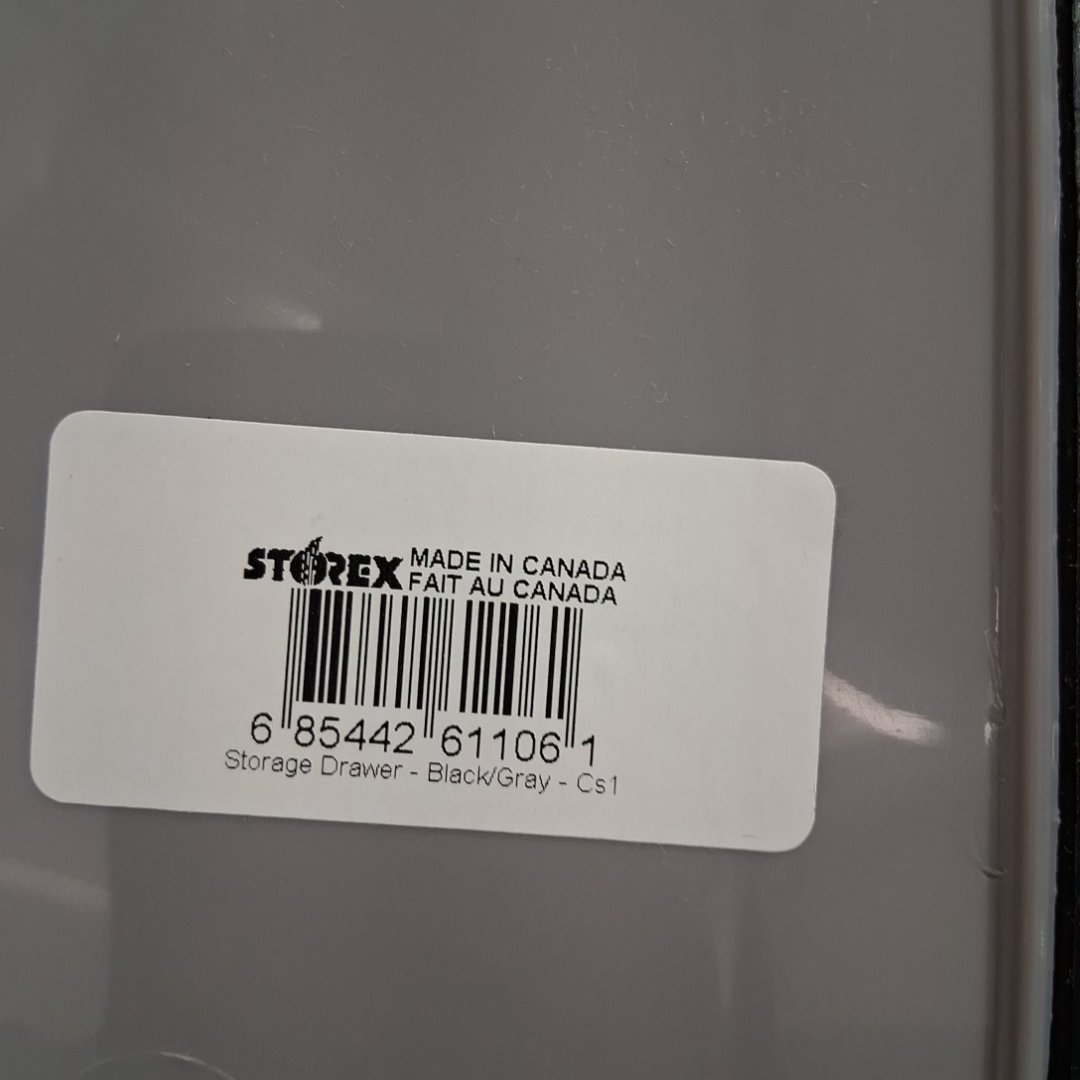 STOREX MADE IN CANADA
FAIT AU CANADA
6 85442 61106 1
Storage Drawer - Black/Gray - Cs1